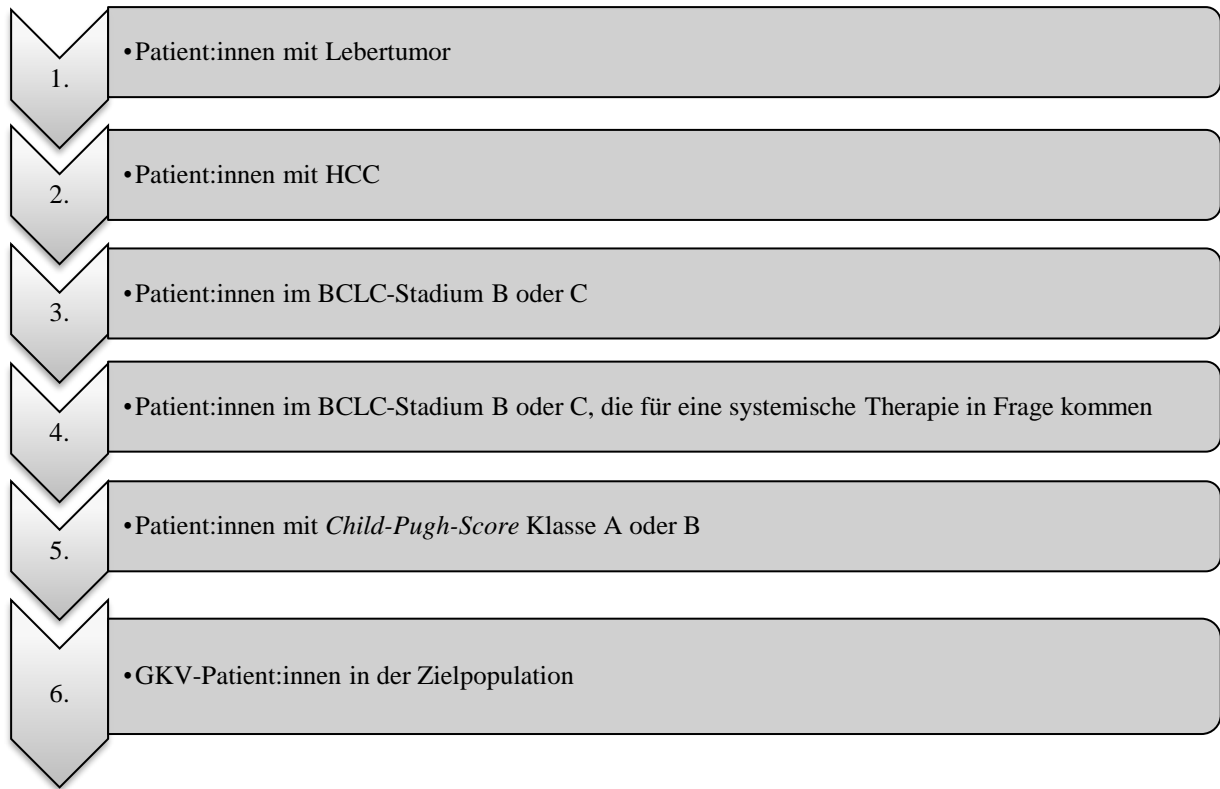 1.
•Patient:innen mit Lebertumor
2.
•Patient:innen mit HCC
3.
•Patient:innen im BCLC-Stadium B oder C
4.
•Patient:innen im BCLC-Stadium B oder C, die für eine systemische Therapie in Frage kommen
5.
•Patient:innen mit Child-Pugh-Score Klasse A oder B
6.
•GKV-Patient:innen in der Zielpopulation